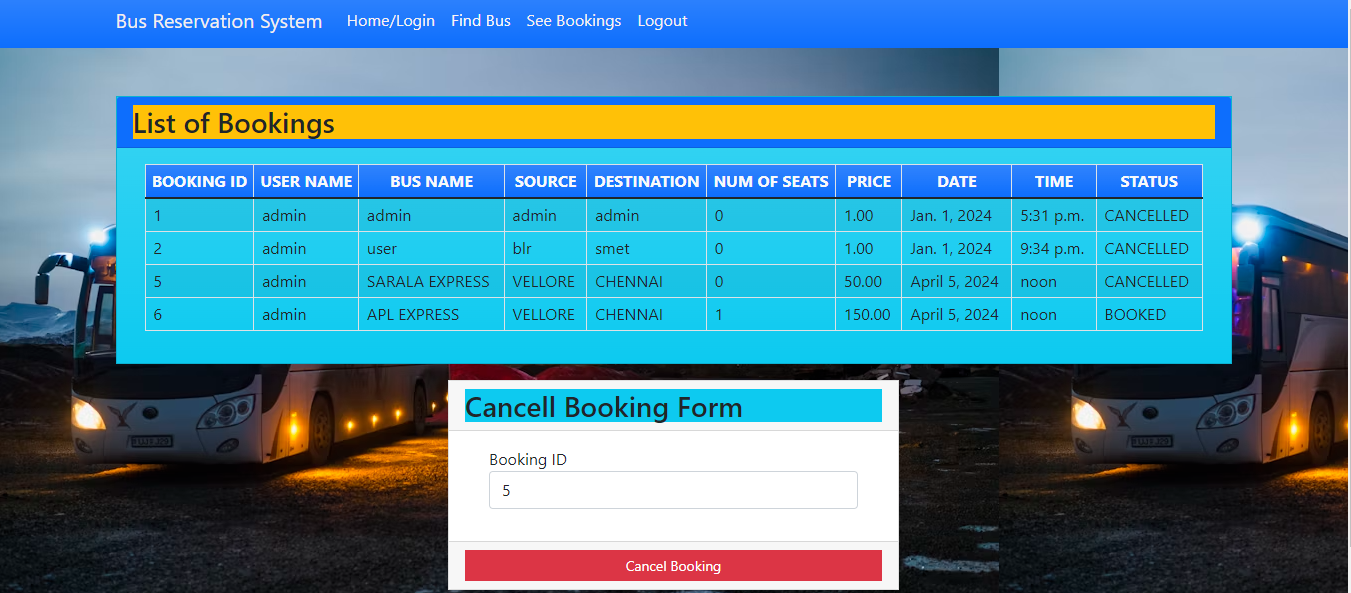 Bus Reservation System Home/Login Find Bus See Bookings Logout
List of Bookings
BOOKING ID USER NAME BUS NAME SOURCE DESTINATION NUM OF SEATS PRICE DATE TIME STATUS
1 admin admin admin admin 0 1.00 Jan. 1, 2024 5:31 p.m. CANCELLED
2 admin user blr smet 0 1.00 Jan. 1, 2024 9:34 p.m. CANCELLED
5 admin SARALA EXPRESS VELLORE CHENNAI 0 50.00 April 5, 2024 noon CANCELLED
6 admin APL EXPRESS VELLORE CHENNAI 1 150.00 April 5, 2024 noon BOOKED
Cancell Booking Form
Booking ID
5
Cancel Booking